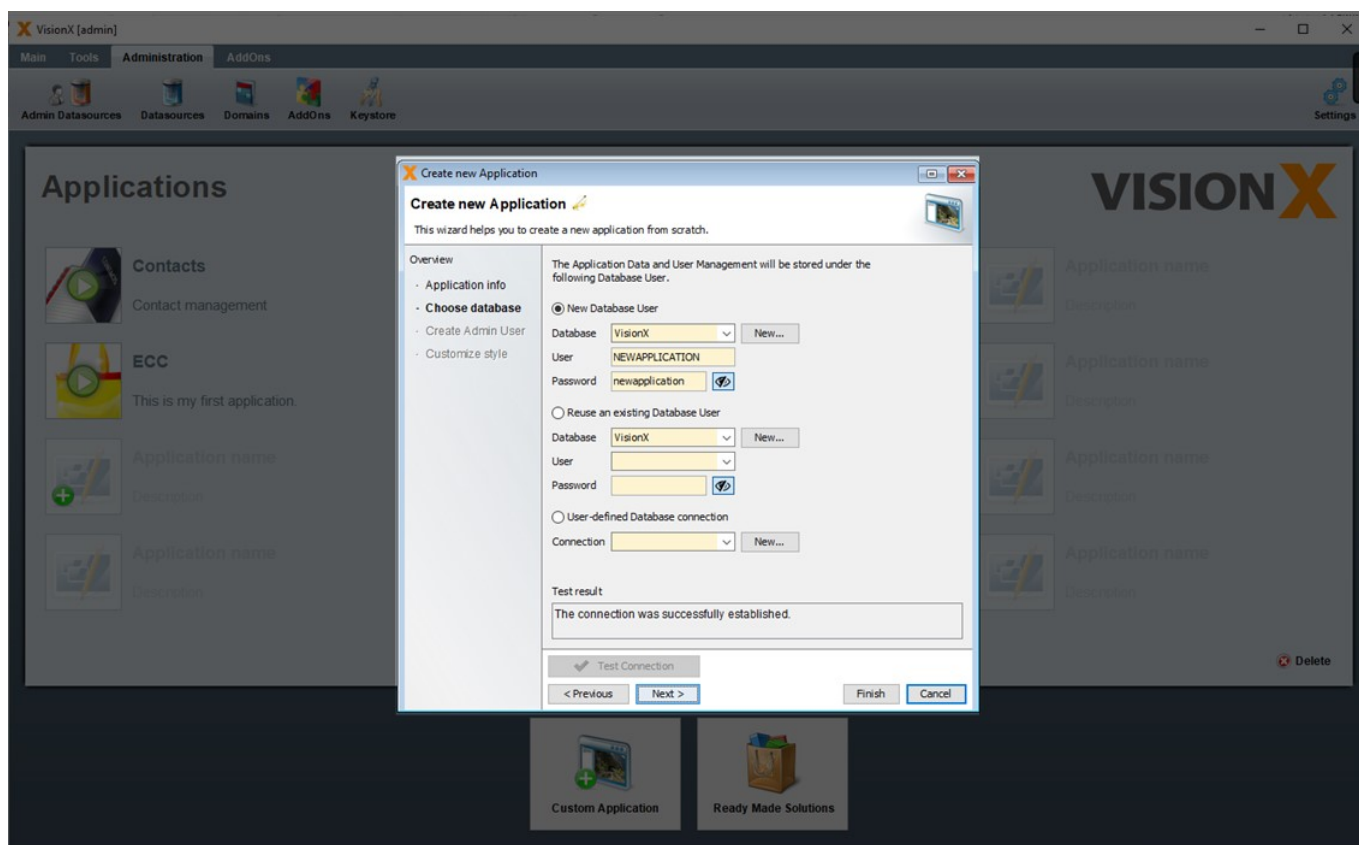 VisionX [admin]
Main Tools Administration AddOns
Admin Datasources Datasources Domains AddOns Keystore Settings
Applications
VISIONX
Contacts
Contact management
ECC
This is my first application.
Application name
Description
Application name
Description
Application name
Description
Application name
Description
Application name
Description
Application name
Description
Delete
Create new Application
Create new Application
This wizard helps you to create a new application from scratch.
Overview
· Application info
· Choose database
· Create Admin User
· Customize style
The Application Data and User Management will be stored under the
following Database User.
New Database User
Database VisionX New...
User NEWAPPLICATION
Password newapplication
Reuse an existing Database User
Database VisionX New...
User
Password
User-defined Database connection
Connection New...
Test result
The connection was successfully established.
Test Connection
< Previous Next > Finish Cancel
Custom Application Ready Made Solutions